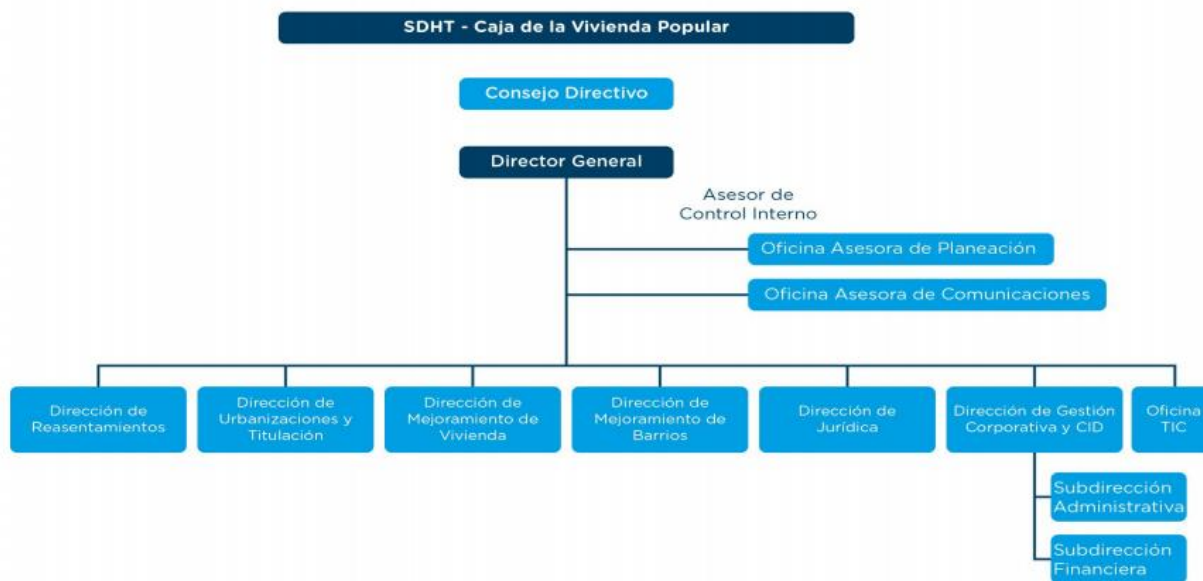 SDHT - Caja de la Vivienda Popular
Consejo Directivo
Director General
Asesor de
Control Interno
Oficina Asesora de Planeación
Oficina Asesora de Comunicaciones
Dirección de
Reasentamientos
Dirección de
Urbanizaciones y
Titulación
Dirección de
Mejoramiento de
Vivienda
Dirección de
Mejoramiento de
Barrios
Dirección de
Jurídica
Dirección de Gestión
Corporativa y CID
Oficina
TIC
Subdirección
Administrativa
Subdirección
Financiera